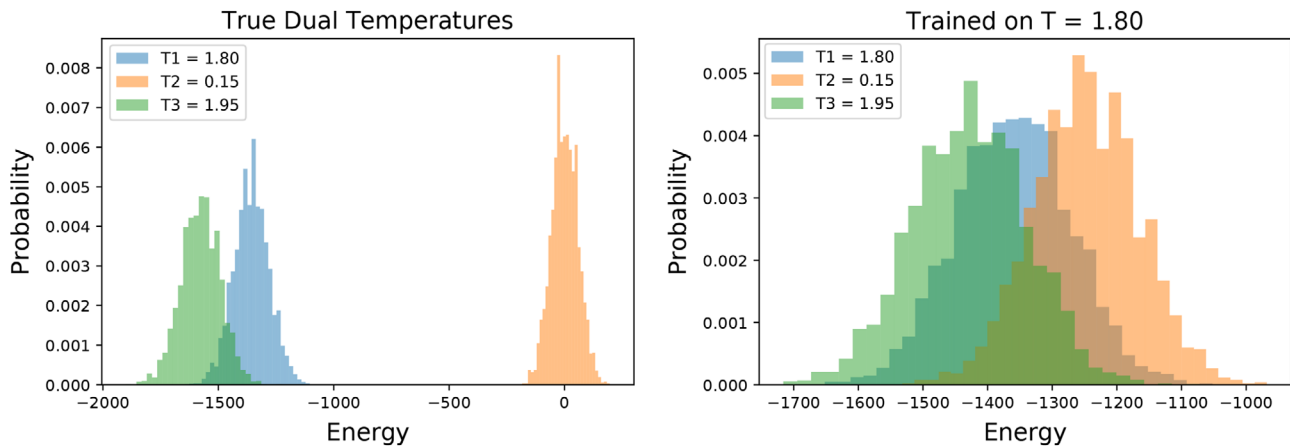 True Dual Temperatures
T1 = 1.80
T2 = 0.15
T3 = 1.95
0.008
0.007
0.006
0.005
0.004
0.003
0.002
0.001
0.000
Probability
−2000 −1500 −1000 −500 0
Energy
Trained on T = 1.80
T1 = 1.80
T2 = 0.15
T3 = 1.95
0.005
0.004
0.003
0.002
0.001
0.000
Probability
−1700 −1600 −1500 −1400 −1300 −1200 −1100 −1000
Energy